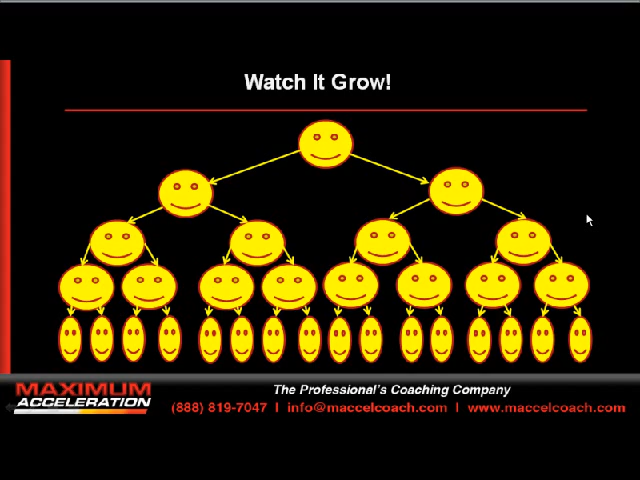 Watch It Grow!
MAXIMUM
ACCELERATION
The Professional's Coaching Company
(888) 819-7047 | info@maccelcoach.com | www.maccelcoach.com